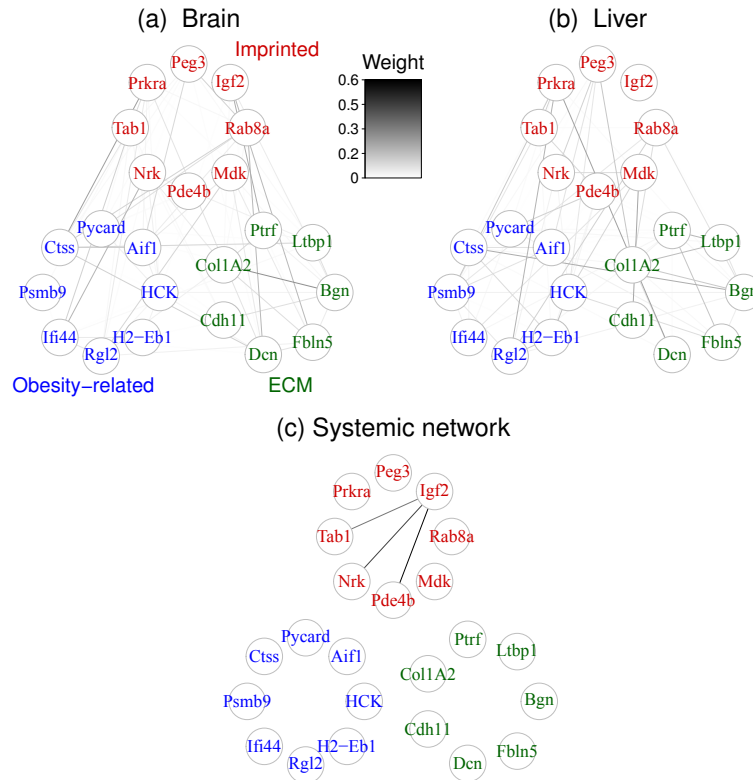 (a) Brain
(b) Liver
Imprinted
Weight
0.6
0.5
0.3
0.2
0
Peg3
Igf2
Prkra
Tab1
Rab8a
Nrk
Mdk
Pde4b
Pycard
Ctss
Aif1
Ptrf
Ltbp1
Col1A2
Psmb9
HCK
Bgn
Cdh11
Ifi44
H2−Eb1
Rgl2
Fbln5
Dcn
Obesity−related
ECM
Peg3
Igf2
Prkra
Tab1
Rab8a
Nrk
Mdk
Pde4b
Pycard
Ctss
Aif1
Ptrf
Ltbp1
Col1A2
Psmb9
HCK
Bgn
Cdh11
Ifi44
H2−Eb1
Rgl2
Fbln5
Dcn
(c) Systemic network
Peg3
Igf2
Prkra
Tab1
Rab8a
Nrk
Mdk
Pde4b
Pycard
Ctss
Aif1
Ptrf
Ltbp1
Col1A2
Psmb9
HCK
Bgn
Cdh11
Ifi44
H2−Eb1
Rgl2
Fbln5
Dcn